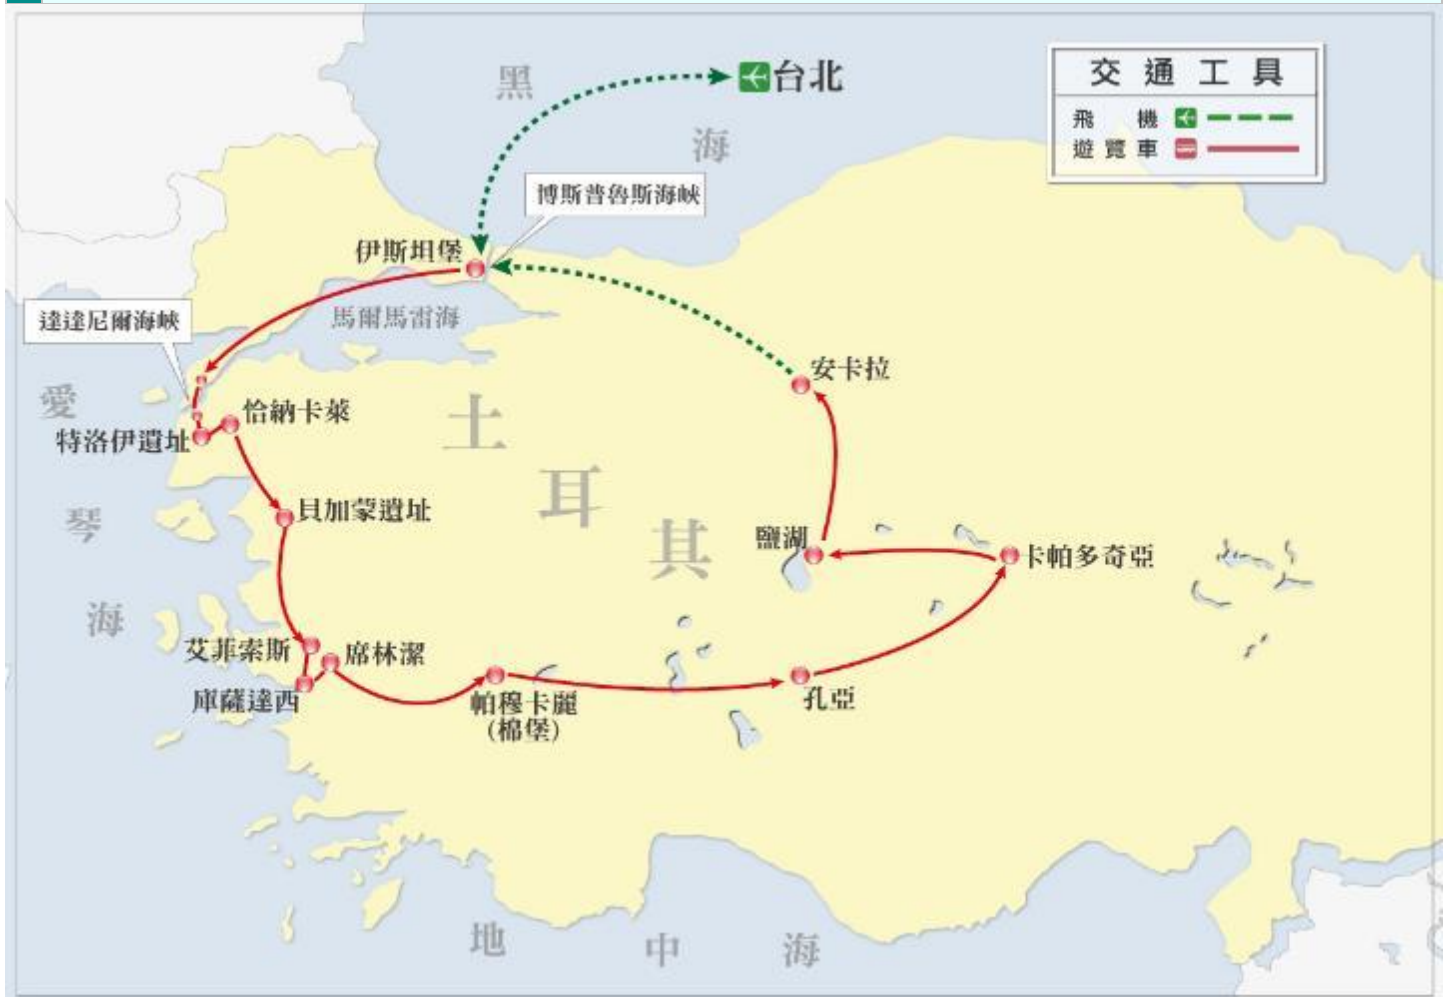 黑
海
台北
交通工具
飛機
遊覽車
博斯普魯斯海峽
伊斯坦堡
馬爾馬雷海
達達尼爾海峽
安卡拉
愛
琴
海
恰納卡萊
特洛伊遺址
土
耳
其
貝加蒙遺址
鹽湖
卡帕多奇亞
艾菲索斯
席林潔
庫薩達西
帕穆卡麗
(棉堡)
孔亞
地
中
海